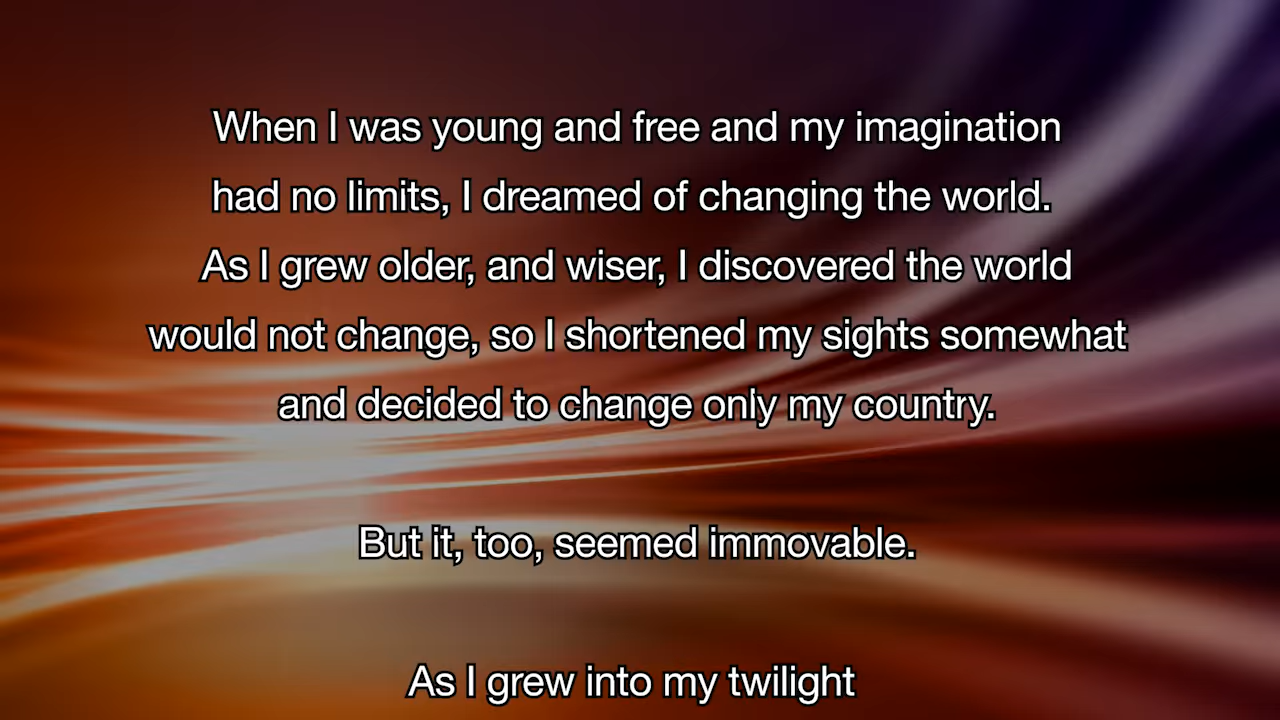 When I was young and free and my imagination
had no limits, I dreamed of changing the world.
As I grew older, and wiser, I discovered the world
would not change, so I shortened my sights somewhat
and decided to change only my country.
But it, too, seemed immovable.
As I grew into my twilight